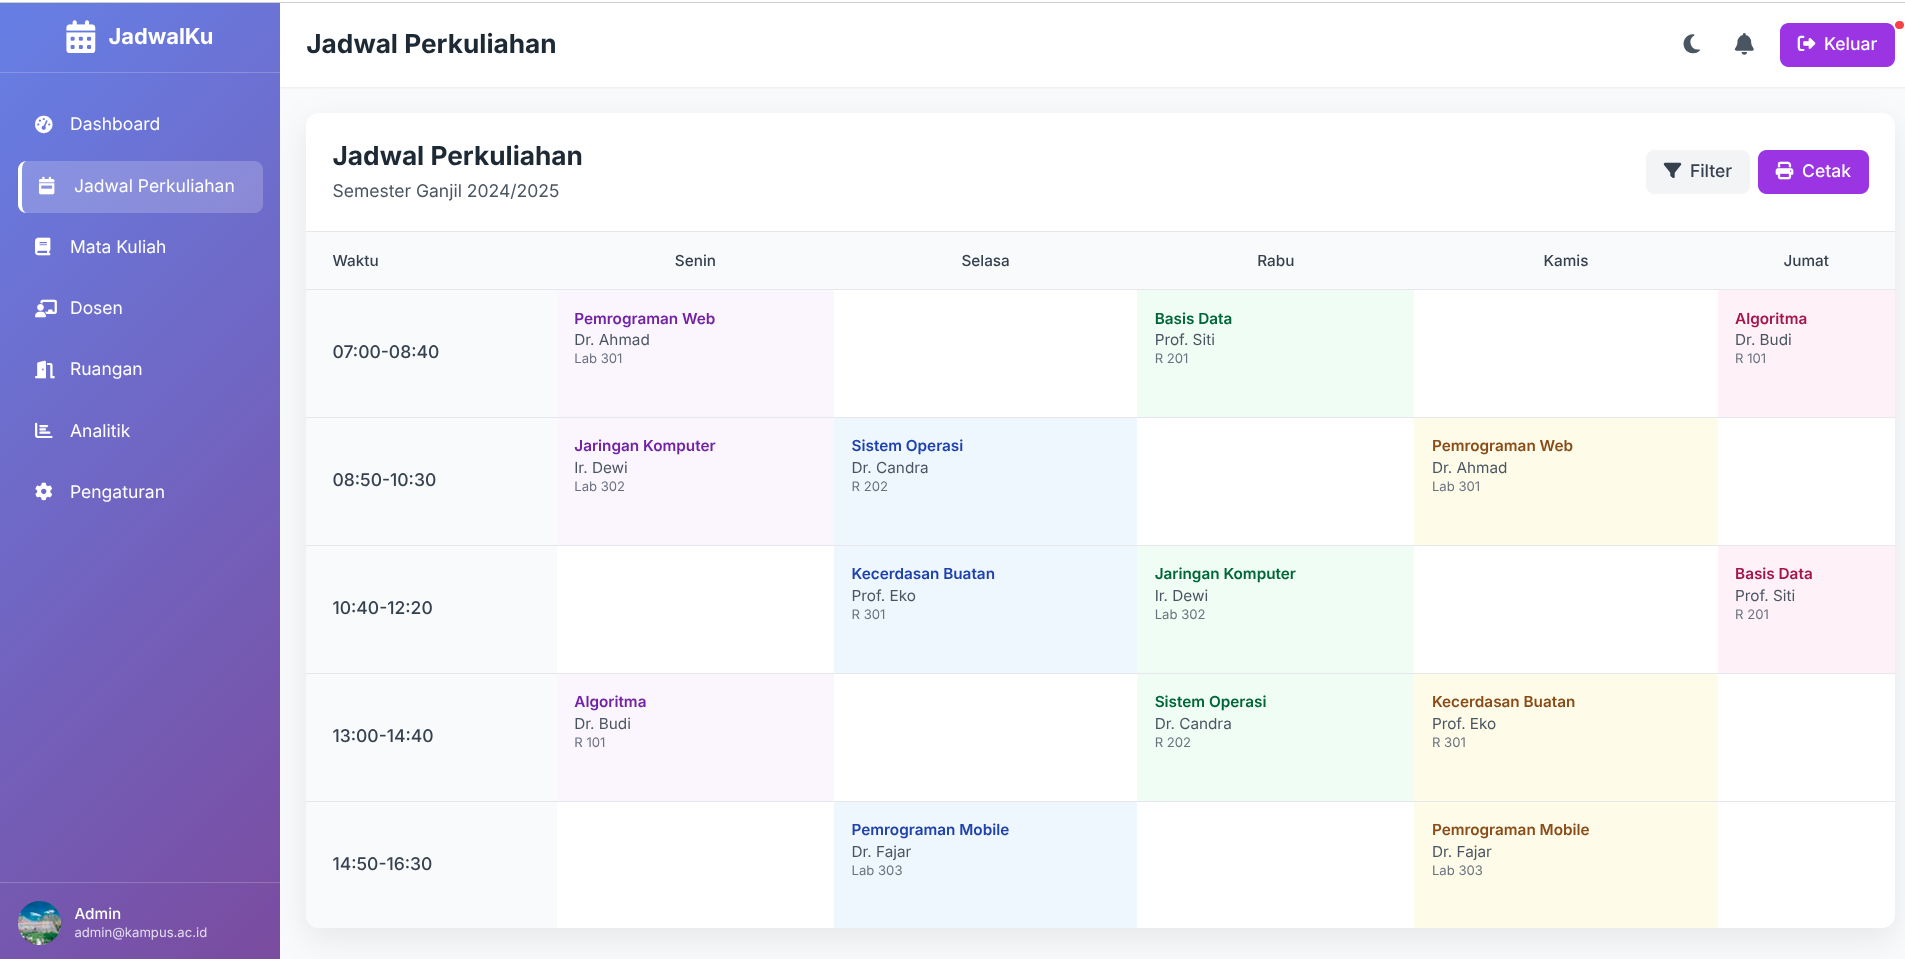 JadwalKu
Dashboard
Jadwal Perkuliahan
Mata Kuliah
Dosen
Ruangan
Analitik
Pengaturan
Admin
admin@kampus.ac.id
Jadwal Perkuliahan
Keluar
Jadwal Perkuliahan
Semester Ganjil 2024/2025
Filter
Cetak
Waktu Senin Selasa Rabu Kamis Jumat
07:00-08:40
Pemrograman Web
Dr. Ahmad
Lab 301
Basis Data
Prof. Siti
R 201
Algoritma
Dr. Budi
R 101
08:50-10:30
Jaringan Komputer
Ir. Dewi
Lab 302
Sistem Operasi
Dr. Candra
R 202
Pemrograman Web
Dr. Ahmad
Lab 301
10:40-12:20
Kecerdasan Buatan
Prof. Eko
R 301
Jaringan Komputer
Ir. Dewi
Lab 302
Basis Data
Prof. Siti
R 201
13:00-14:40
Algoritma
Dr. Budi
R 101
Sistem Operasi
Dr. Candra
R 202
Kecerdasan Buatan
Prof. Eko
R 301
14:50-16:30
Pemrograman Mobile
Dr. Fajar
Lab 303
Pemrograman Mobile
Dr. Fajar
Lab 303